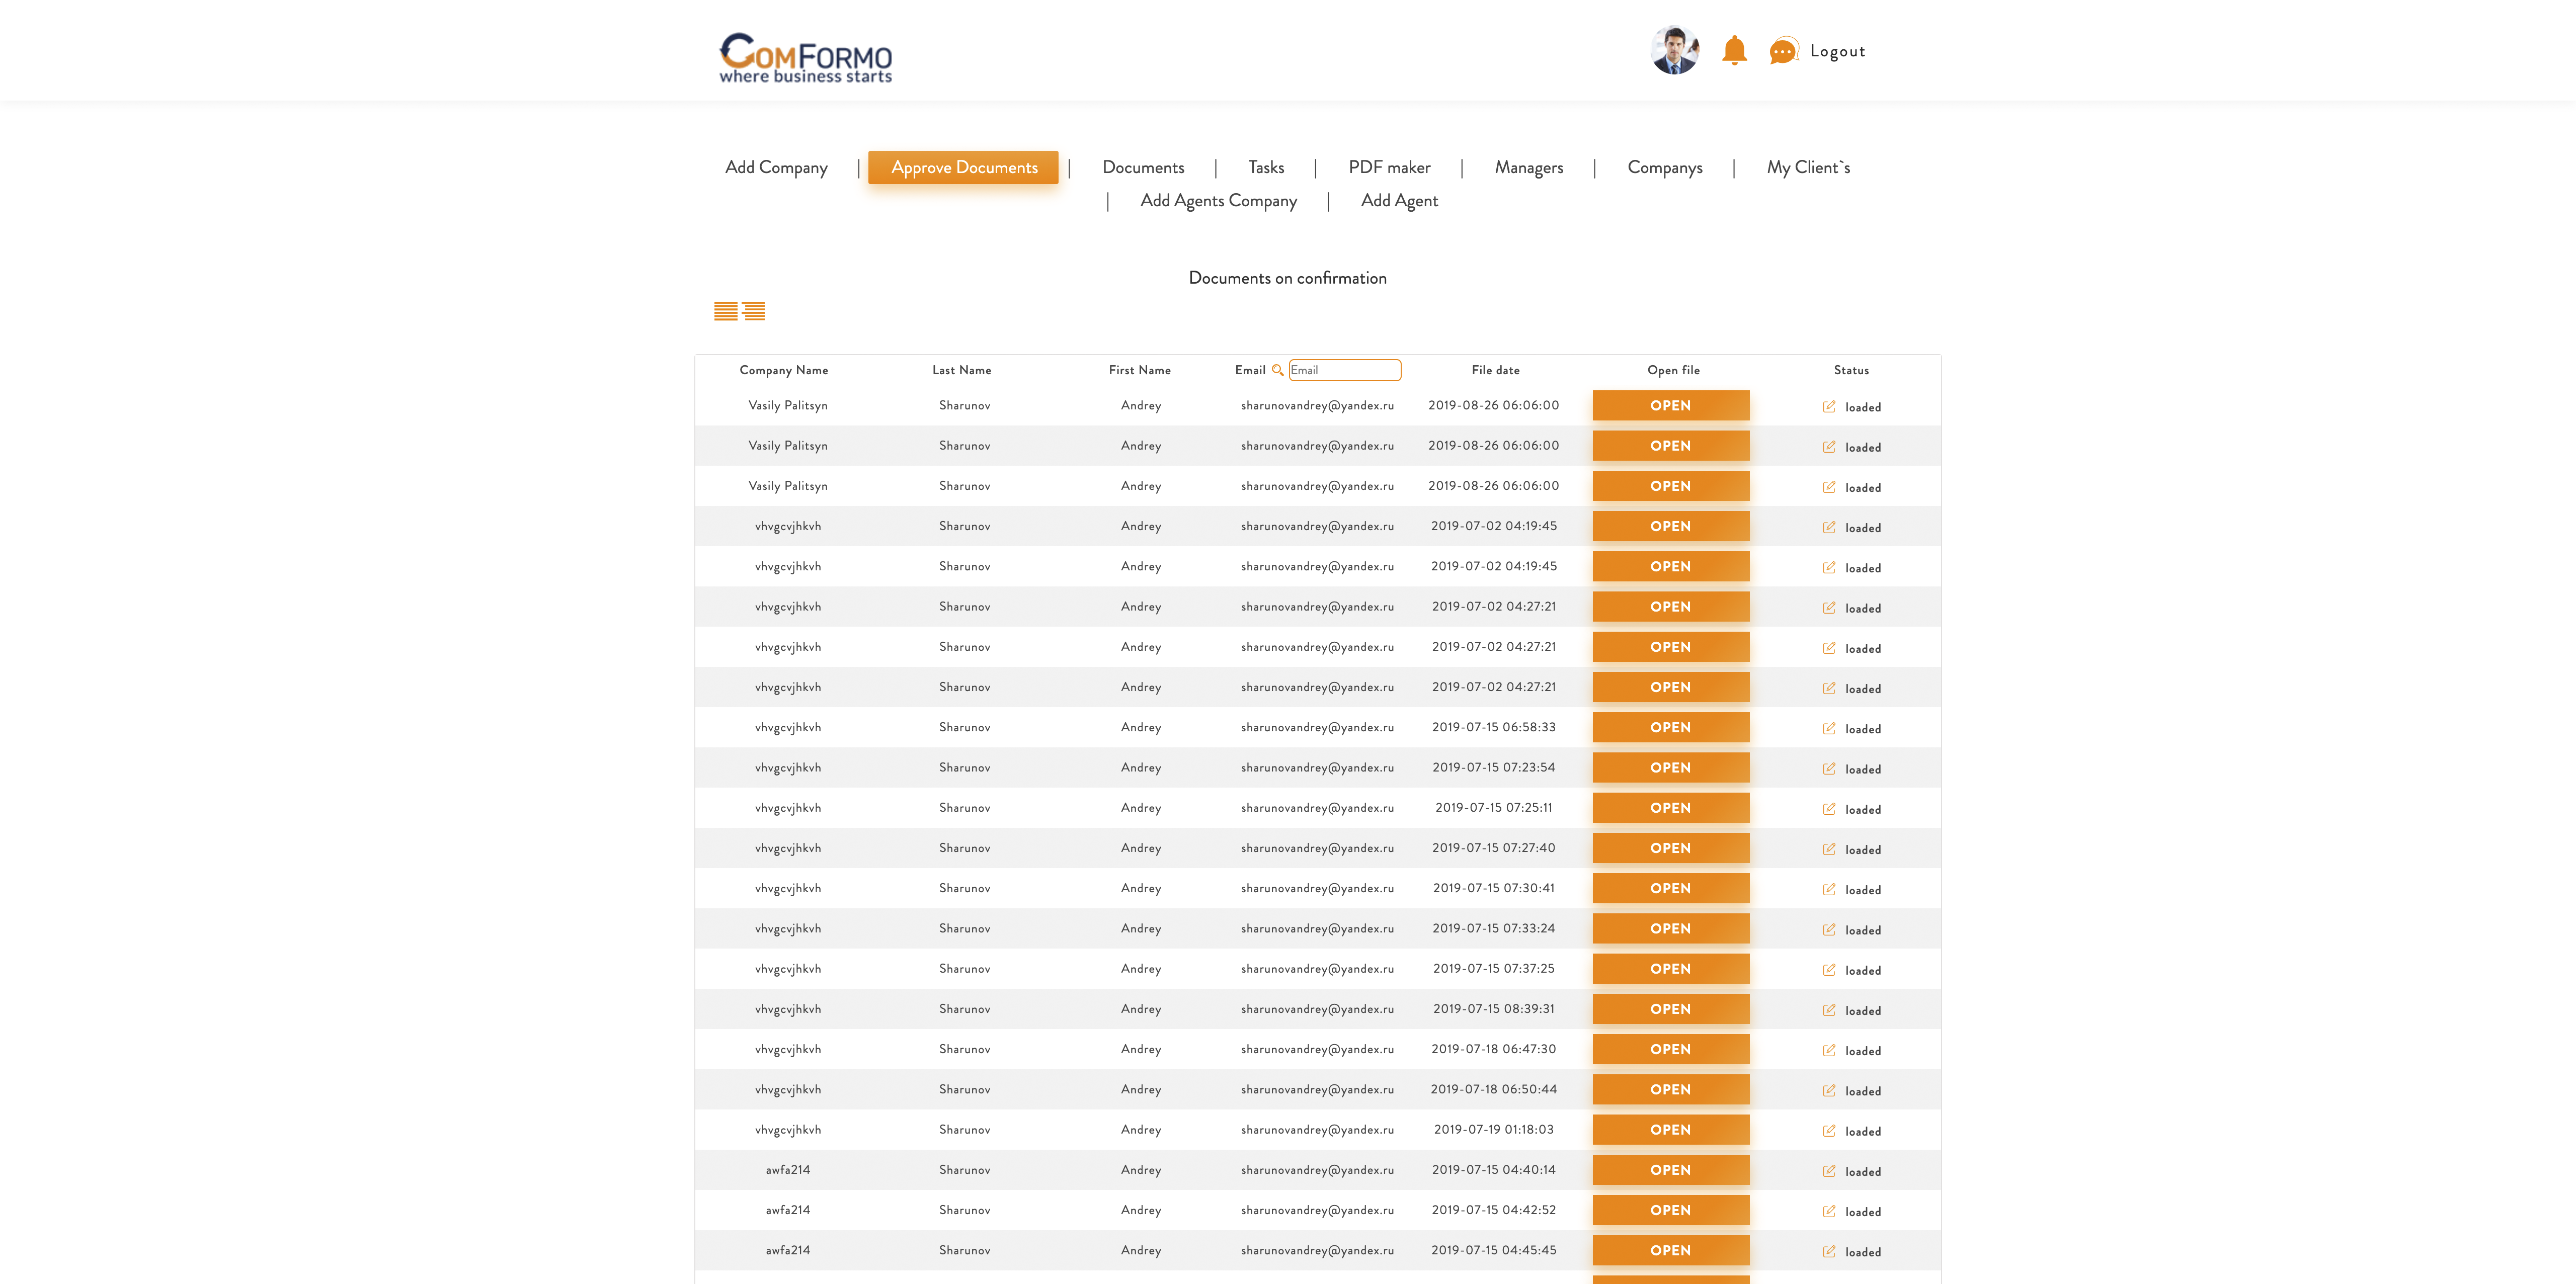 COMFORMO
where business starts
Logout
Add Company | Approve Documents | Documents | Tasks | PDF maker | Managers | Companys | My Client`s
| Add Agents Company | Add Agent
Documents on confirmation
Company Name Last Name First Name Email Email File date Open file Status
Vasily Palitsyn Sharunov Andrey sharunovandrey@yandex.ru 2019-08-26 06:06:00 OPEN loaded
Vasily Palitsyn Sharunov Andrey sharunovandrey@yandex.ru 2019-08-26 06:06:00 OPEN loaded
Vasily Palitsyn Sharunov Andrey sharunovandrey@yandex.ru 2019-08-26 06:06:00 OPEN loaded
vhvgcvjhkvh Sharunov Andrey sharunovandrey@yandex.ru 2019-07-02 04:19:45 OPEN loaded
vhvgcvjhkvh Sharunov Andrey sharunovandrey@yandex.ru 2019-07-02 04:19:45 OPEN loaded
vhvgcvjhkvh Sharunov Andrey sharunovandrey@yandex.ru 2019-07-02 04:27:21 OPEN loaded
vhvgcvjhkvh Sharunov Andrey sharunovandrey@yandex.ru 2019-07-02 04:27:21 OPEN loaded
vhvgcvjhkvh Sharunov Andrey sharunovandrey@yandex.ru 2019-07-02 04:27:21 OPEN loaded
vhvgcvjhkvh Sharunov Andrey sharunovandrey@yandex.ru 2019-07-15 06:58:33 OPEN loaded
vhvgcvjhkvh Sharunov Andrey sharunovandrey@yandex.ru 2019-07-15 07:23:54 OPEN loaded
vhvgcvjhkvh Sharunov Andrey sharunovandrey@yandex.ru 2019-07-15 07:25:11 OPEN loaded
vhvgcvjhkvh Sharunov Andrey sharunovandrey@yandex.ru 2019-07-15 07:27:40 OPEN loaded
vhvgcvjhkvh Sharunov Andrey sharunovandrey@yandex.ru 2019-07-15 07:30:41 OPEN loaded
vhvgcvjhkvh Sharunov Andrey sharunovandrey@yandex.ru 2019-07-15 07:33:24 OPEN loaded
vhvgcvjhkvh Sharunov Andrey sharunovandrey@yandex.ru 2019-07-15 07:37:25 OPEN loaded
vhvgcvjhkvh Sharunov Andrey sharunovandrey@yandex.ru 2019-07-15 08:39:31 OPEN loaded
vhvgcvjhkvh Sharunov Andrey sharunovandrey@yandex.ru 2019-07-18 06:47:30 OPEN loaded
vhvgcvjhkvh Sharunov Andrey sharunovandrey@yandex.ru 2019-07-18 06:50:44 OPEN loaded
vhvgcvjhkvh Sharunov Andrey sharunovandrey@yandex.ru 2019-07-19 01:18:03 OPEN loaded
awfa214 Sharunov Andrey sharunovandrey@yandex.ru 2019-07-15 04:40:14 OPEN loaded
awfa214 Sharunov Andrey sharunovandrey@yandex.ru 2019-07-15 04:42:52 OPEN loaded
awfa214 Sharunov Andrey sharunovandrey@yandex.ru 2019-07-15 04:45:45 OPEN loaded